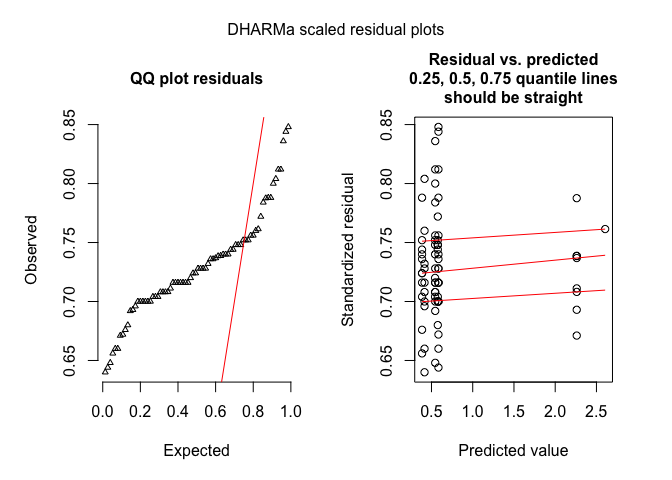 DHARMa scaled residual plots
QQ plot residuals
Observed
0.85
0.80
0.75
0.70
0.65
0.0 0.2 0.4 0.6 0.8 1.0
Expected
Residual vs. predicted
0.25, 0.5, 0.75 quantile lines
should be straight
Standardized residual
0.85
0.80
0.75
0.70
0.65
0.5 1.0 1.5 2.0 2.5
Predicted value